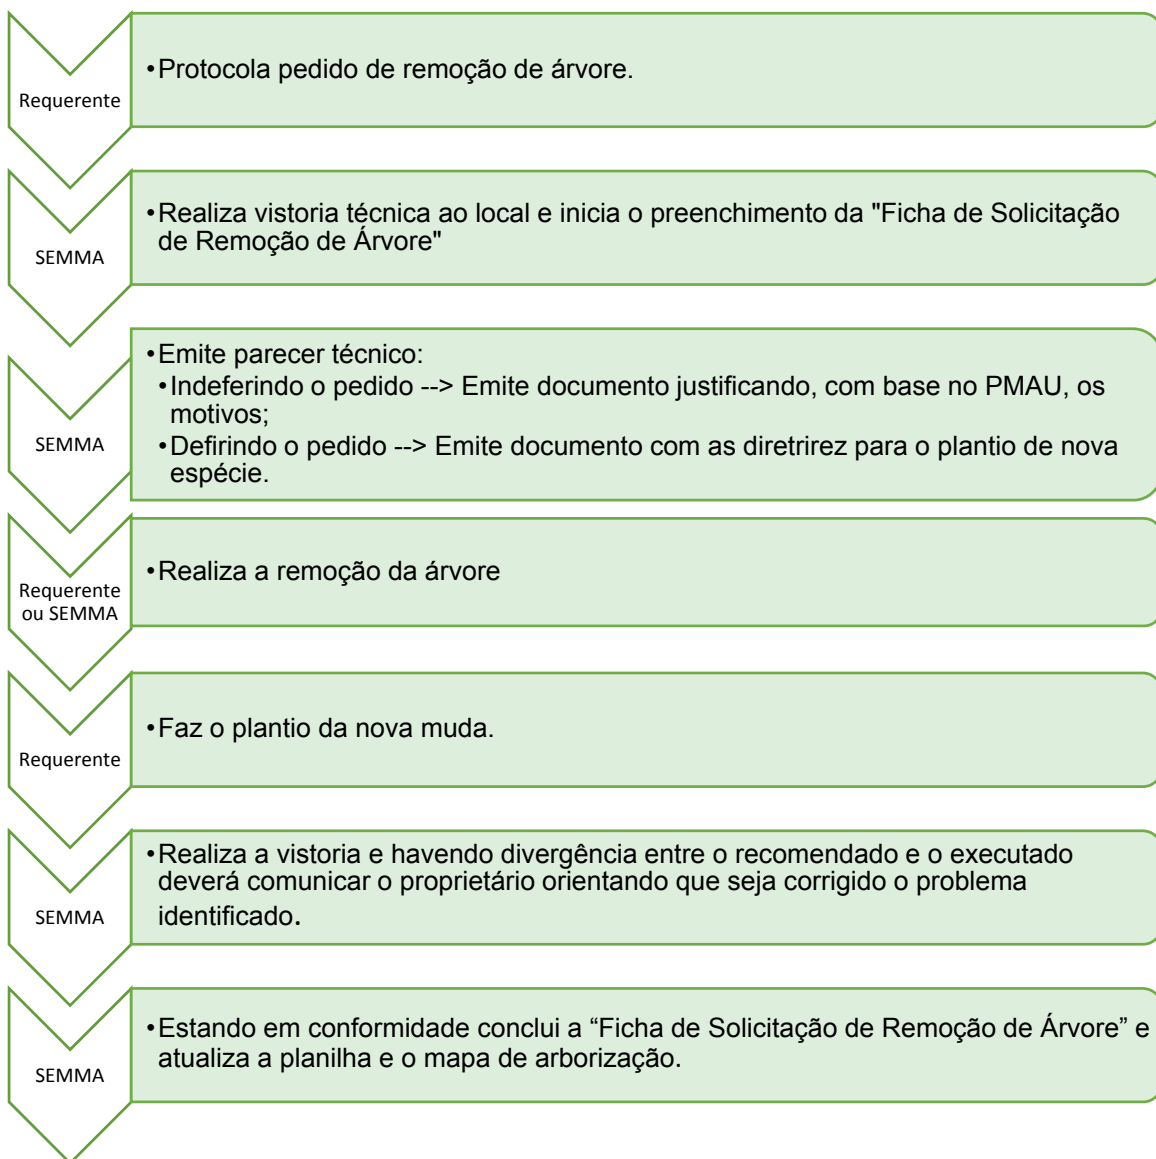 Requerente
•Protocola pedido de remoção de árvore.
SEMMA
•Realiza vistoria técnica ao local e inicia o preenchimento da "Ficha de Solicitação
de Remoção de Árvore"
SEMMA
•Emite parecer técnico:
•Indeferindo o pedido --> Emite documento justificando, com base no PMAU, os
motivos;
•Defirindo o pedido --> Emite documento com as diretrirez para o plantio de nova
espécie.
Requerente
ou SEMMA
•Realiza a remoção da árvore
Requerente
•Faz o plantio da nova muda.
SEMMA
•Realiza a vistoria e havendo divergência entre o recomendado e o executado
deverá comunicar o proprietário orientando que seja corrigido o problema
identificado.
SEMMA
•Estando em conformidade conclui a “Ficha de Solicitação de Remoção de Árvore” e
atualiza a planilha e o mapa de arborização.